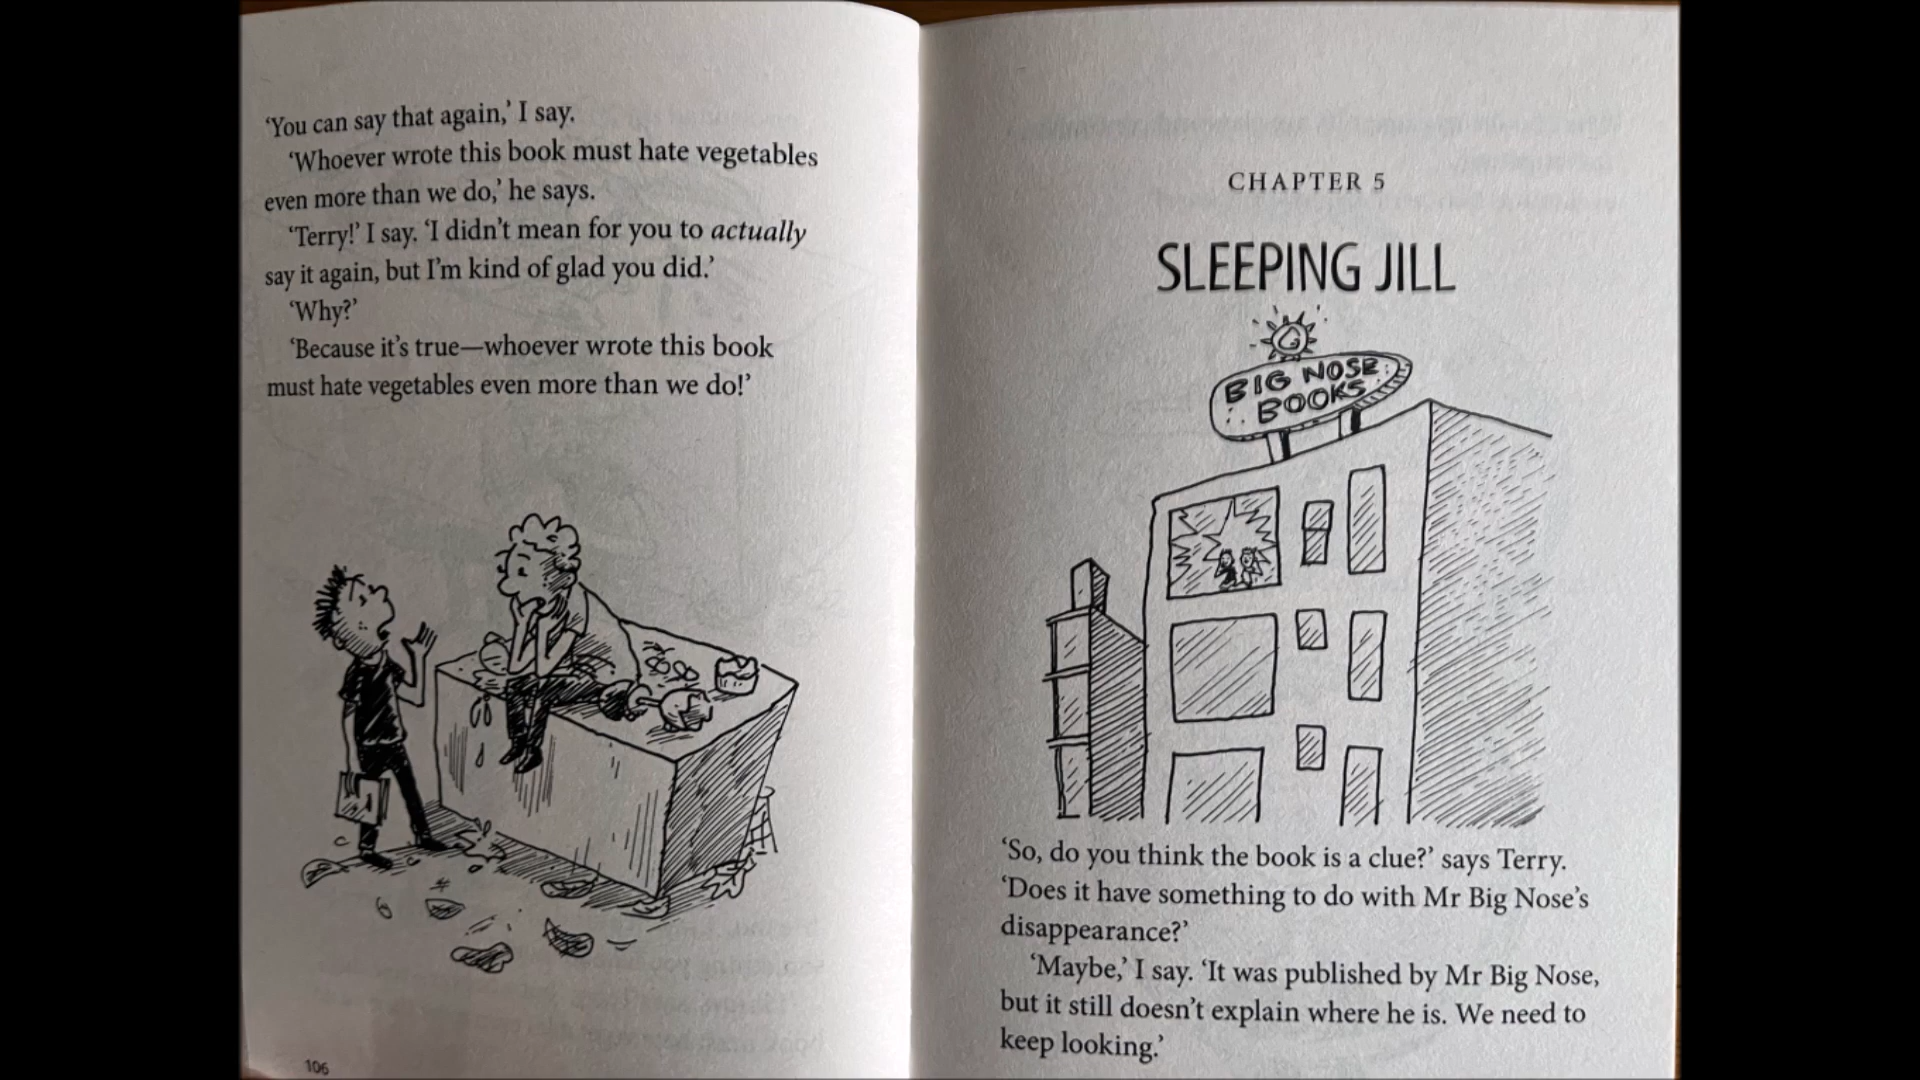 ‘You can say that again,’ I say.
‘Whoever wrote this book must hate vegetables
even more than we do,’ he says.
‘Terry!’ I say. ‘I didn’t mean for you to actually
say it again, but I’m kind of glad you did.’
‘Why?’
‘Because it’s true—whoever wrote this book
must hate vegetables even more than we do!’
106
CHAPTER 5
SLEEPING JILL
BIG NOSE
BOOKS
‘So, do you think the book is a clue?’ says Terry.
‘Does it have something to do with Mr Big Nose’s
disappearance?’
‘Maybe,’ I say. ‘It was published by Mr Big Nose,
but it still doesn’t explain where he is. We need to
keep looking.’